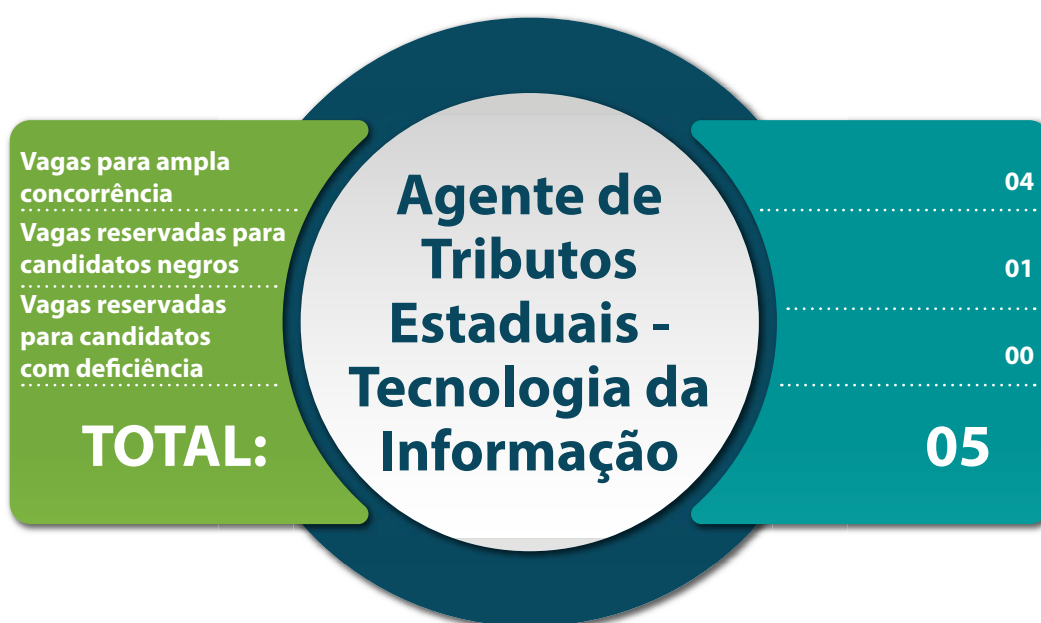 Vagas para ampla
concorrência
04
Vagas reservadas para
candidatos negros
01
Vagas reservadas
para candidatos
com deficiência
00
TOTAL:
05
Agente de
Tributos
Estaduais -
Tecnologia da
Informação